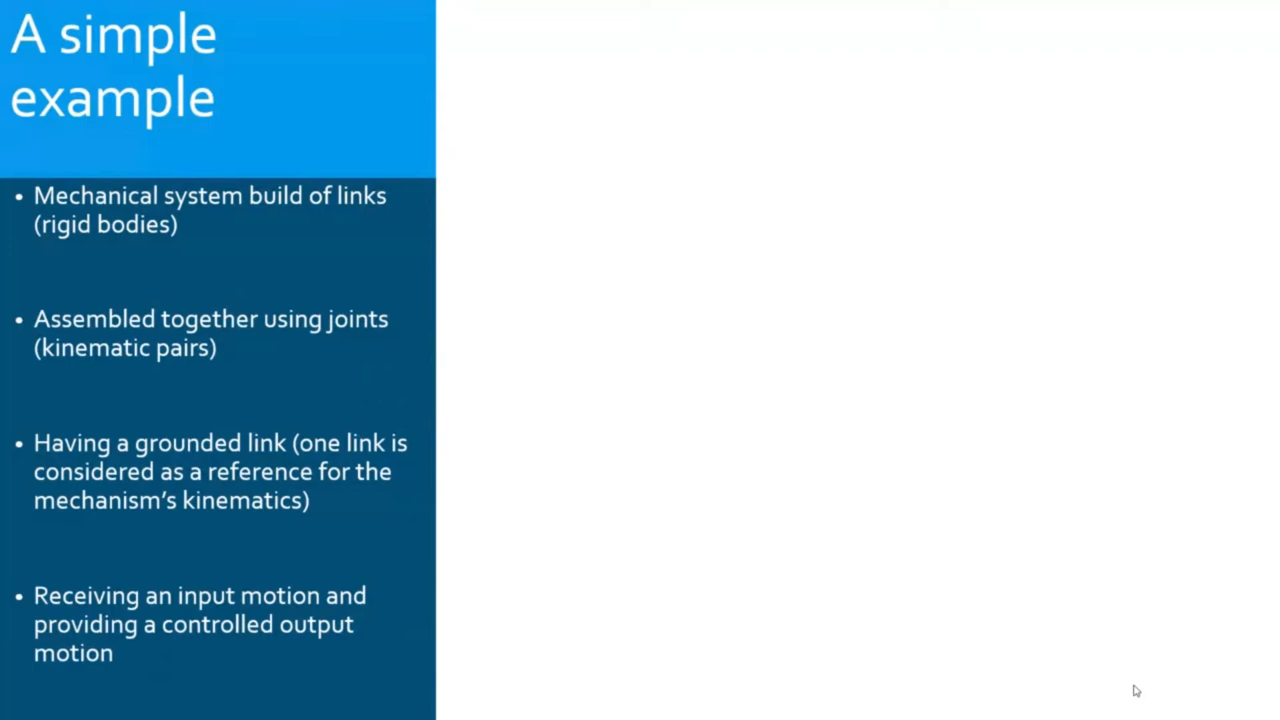 A simple
example
• Mechanical system build of links
(rigid bodies)
• Assembled together using joints
(kinematic pairs)
• Having a grounded link (one link is
considered as a reference for the
mechanism’s kinematics)
• Receiving an input motion and
providing a controlled output
motion